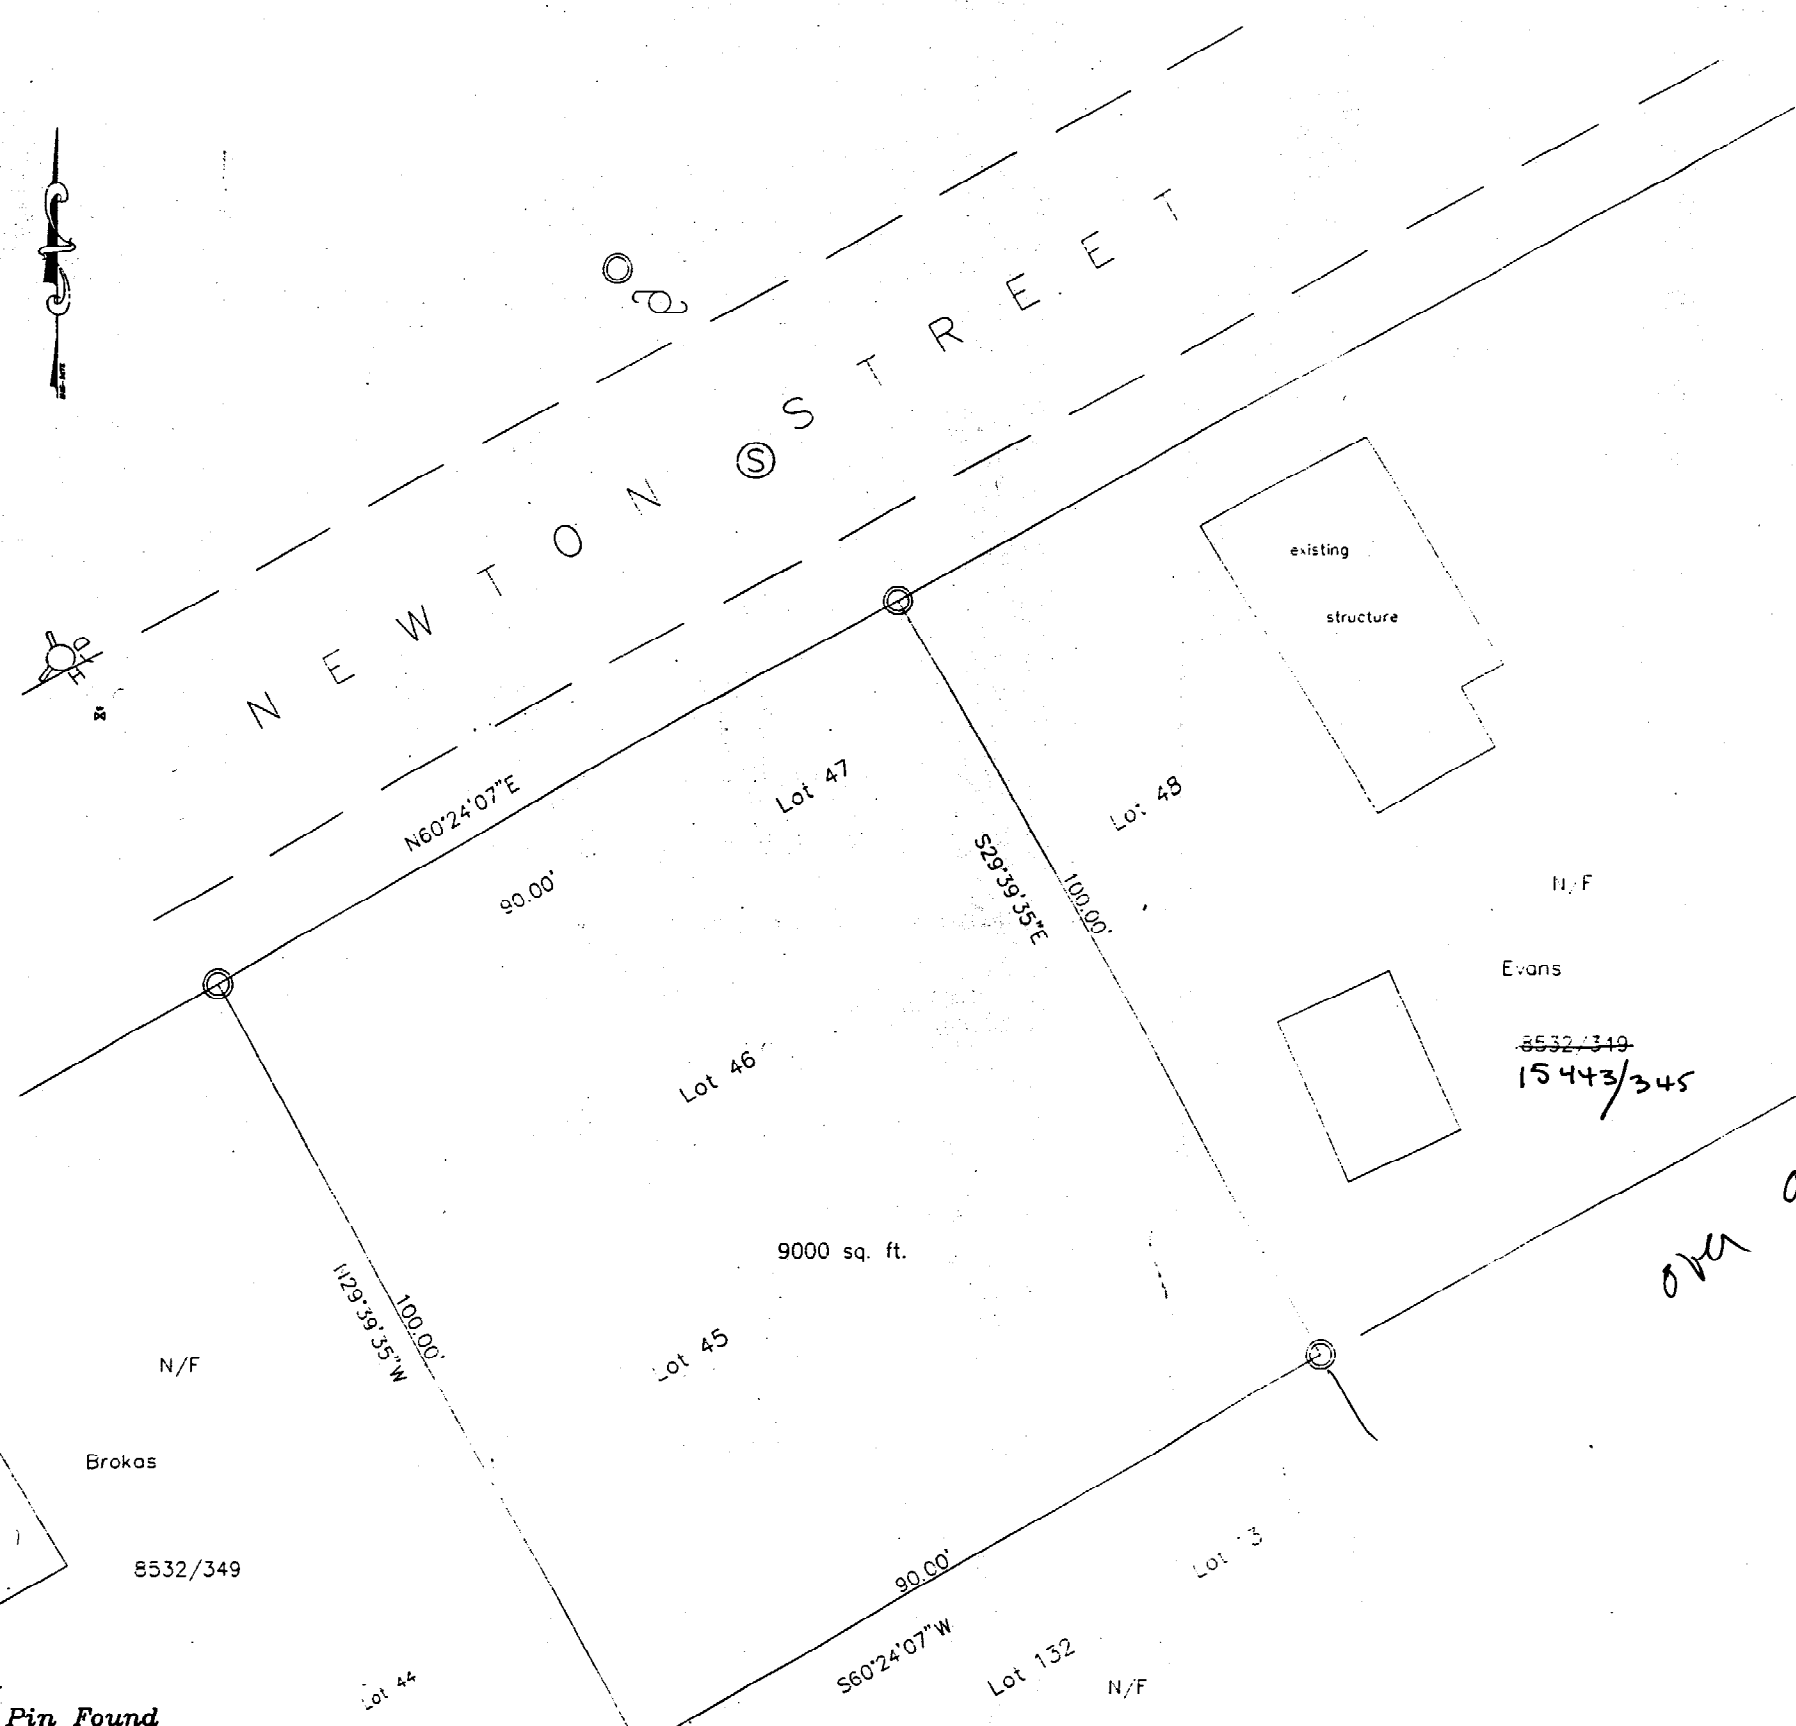 NEWTON STREET
S
HYD
existing
structure
N60°24'07"E
90.00'
Lot 47
Lot 48
S29°39'35"E
100.00'
N/F
Evans
8532/349
15443/345
Lot 46
over
9000 sq. ft.
Lot 45
N29°39'35"W
100.00'
N/F
Brokas
8532/349
Lot 44
90.00'
S60°24'07"W
Lot 132
N/F
Pin Found